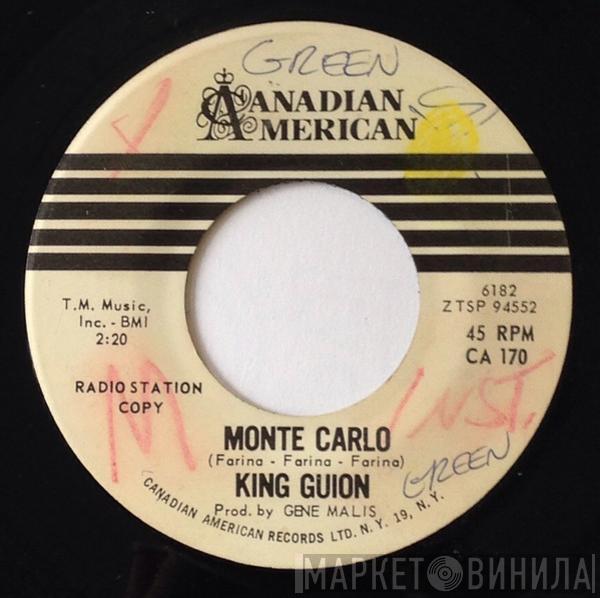 GREEN
CANADIAN
AMERICAN
T.M. Music,
Inc. - BMI
2:20
6182
ZTSP 94552
45 RPM
CA 170
RADIO STATION
COPY
M
INST.
MONTE CARLO
(Farina - Farina - Farina)
KING GUION
GREEN
Prod. by GENE MALIS
CANADIAN AMERICAN RECORDS LTD. N.Y. 19, N.Y.
МАРКЕТ ВИНИЛА